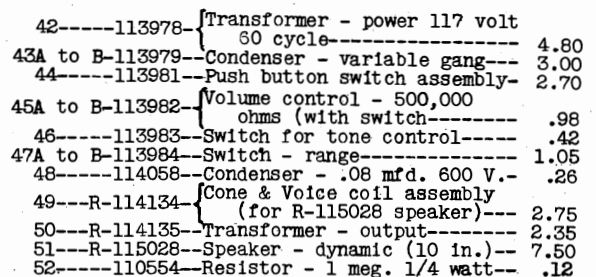 42-----113978-{Transformer - power 117 volt
60 cycle----------------- 4.80
43A to B-113979--Condenser - variable gang--- 3.00
44-----113981--Push button switch assembly- 2.70
45A to B-113982-{Volume control - 500,000
ohms (with switch-------- .98
46-----113983--Switch for tone control----- .42
47A to B-113984--Switch - range-------------- 1.05
48-----114058--Condenser - .08 mfd. 600 V.- .26
49---R-114134-{Cone & Voice coil assembly
(for R-115028 speaker)--- 2.75
50---R-114135--Transformer - output-------- 2.35
51---R-115028--Speaker - dynamic (10 in.)-- 7.50
52-----110554--Resistor - 1 meg. 1/4 watt-- .12